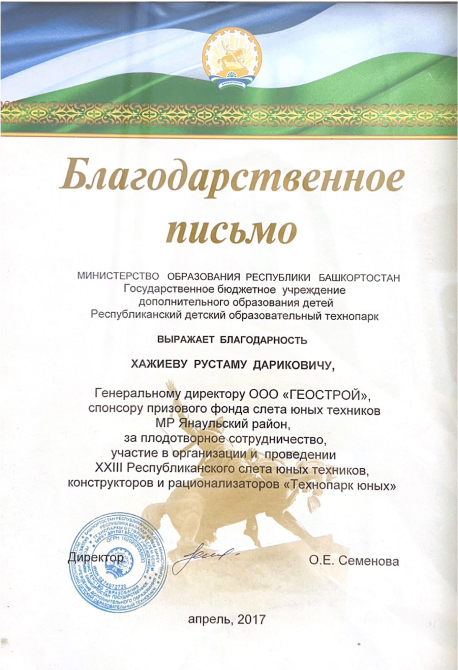 Благодарственное
письмо
МИНИСТЕРСТВО ОБРАЗОВАНИЯ РЕСПУБЛИКИ БАШКОРТОСТАН
Государственное бюджетное учреждение
дополнительного образования детей
Республиканский детский образовательный технопарк
ВЫРАЖАЕТ БЛАГОДАРНОСТЬ
ХАЖИЕВУ РУСТАМУ ДАРИКОВИЧУ,
Генеральному директору ООО «ГЕОСТРОЙ»,
спонсору призового фонда слета юных техников
МР Янаульский район,
за плодотворное сотрудничество,
участие в организации и проведении
XXIII Республиканского слета юных техников,
конструкторов и рационализаторов «Технопарк юных»
Директор
О.Е. Семенова
апрель, 2017